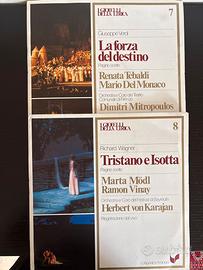 I GIOIELLI
DELLA LIRICA
7
Giuseppe Verdi
La forza
del destino
Pagine scelte
Renata Tebaldi
Mario Del Monaco
Orchestra e Coro del Teatro
Comunale di Firenze
Dimitri Mitropoulos
I GIOIELLI
DELLA LIRICA
8
Richard Wagner
Tristano e Isotta
Pagine scelte
Marta Mödl
Ramon Vinay
Orchestra e Coro del Festival di Bayreuth
Herbert von Karajan
Registrazione dal vivo